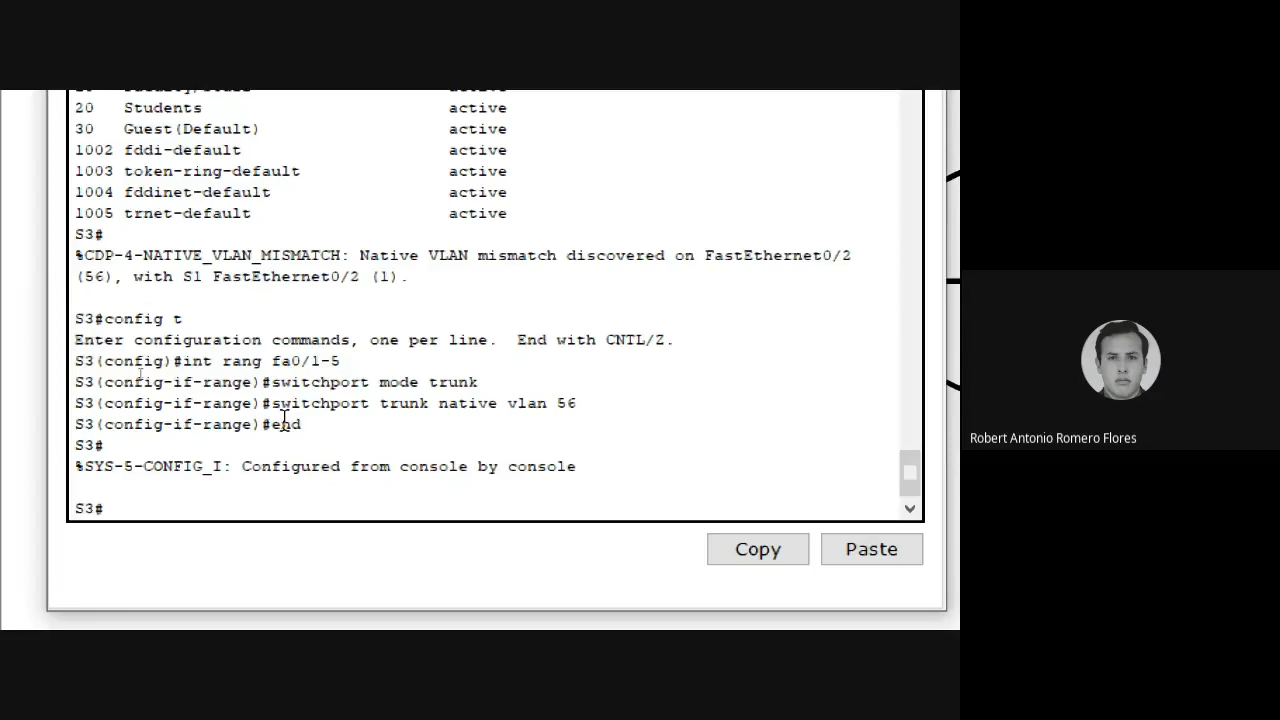 20 Students active
30 Guest(Default) active
1002 fddi-default active
1003 token-ring-default active
1004 fddinet-default active
1005 trnet-default active
S3#
%CDP-4-NATIVE_VLAN_MISMATCH: Native VLAN mismatch discovered on FastEthernet0/2
(56), with S1 FastEthernet0/2 (1).
S3#config t
Enter configuration commands, one per line. End with CNTL/Z.
S3(config)#int rang fa0/1-5
S3(config-if-range)#switchport mode trunk
S3(config-if-range)#switchport trunk native vlan 56
S3(config-if-range)#end
S3#
%SYS-5-CONFIG_I: Configured from console by console
S3#
Copy Paste
Robert Antonio Romero Flores